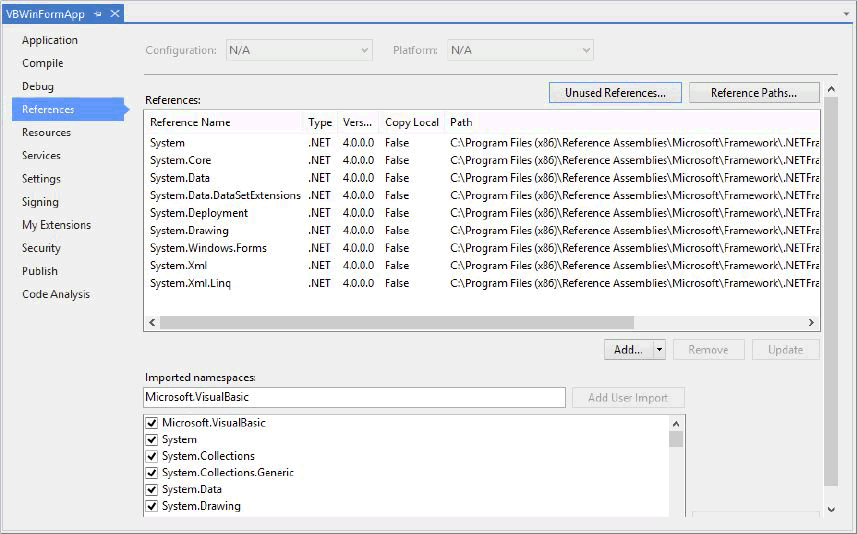 VBWinFormApp
Application
Compile
Debug
References
Resources
Services
Settings
Signing
My Extensions
Security
Publish
Code Analysis
Configuration: N/A Platform: N/A
Unused References... Reference Paths...
References:
Reference Name Type Vers... Copy Local Path
System .NET 4.0.0.0 False C:\Program Files (x86)\Reference Assemblies\Microsoft\Framework\.NETFra
System.Core .NET 4.0.0.0 False C:\Program Files (x86)\Reference Assemblies\Microsoft\Framework\.NETFra
System.Data .NET 4.0.0.0 False C:\Program Files (x86)\Reference Assemblies\Microsoft\Framework\.NETFra
System.Data.DataSetExtensions .NET 4.0.0.0 False C:\Program Files (x86)\Reference Assemblies\Microsoft\Framework\.NETFra
System.Deployment .NET 4.0.0.0 False C:\Program Files (x86)\Reference Assemblies\Microsoft\Framework\.NETFra
System.Drawing .NET 4.0.0.0 False C:\Program Files (x86)\Reference Assemblies\Microsoft\Framework\.NETFra
System.Windows.Forms .NET 4.0.0.0 False C:\Program Files (x86)\Reference Assemblies\Microsoft\Framework\.NETFra
System.Xml .NET 4.0.0.0 False C:\Program Files (x86)\Reference Assemblies\Microsoft\Framework\.NETFra
System.Xml.Linq .NET 4.0.0.0 False C:\Program Files (x86)\Reference Assemblies\Microsoft\Framework\.NETFra
Add... Remove Update
Imported namespaces:
Microsoft.VisualBasic Add User Import
Microsoft.VisualBasic
System
System.Collections
System.Collections.Generic
System.Data
System.Drawing